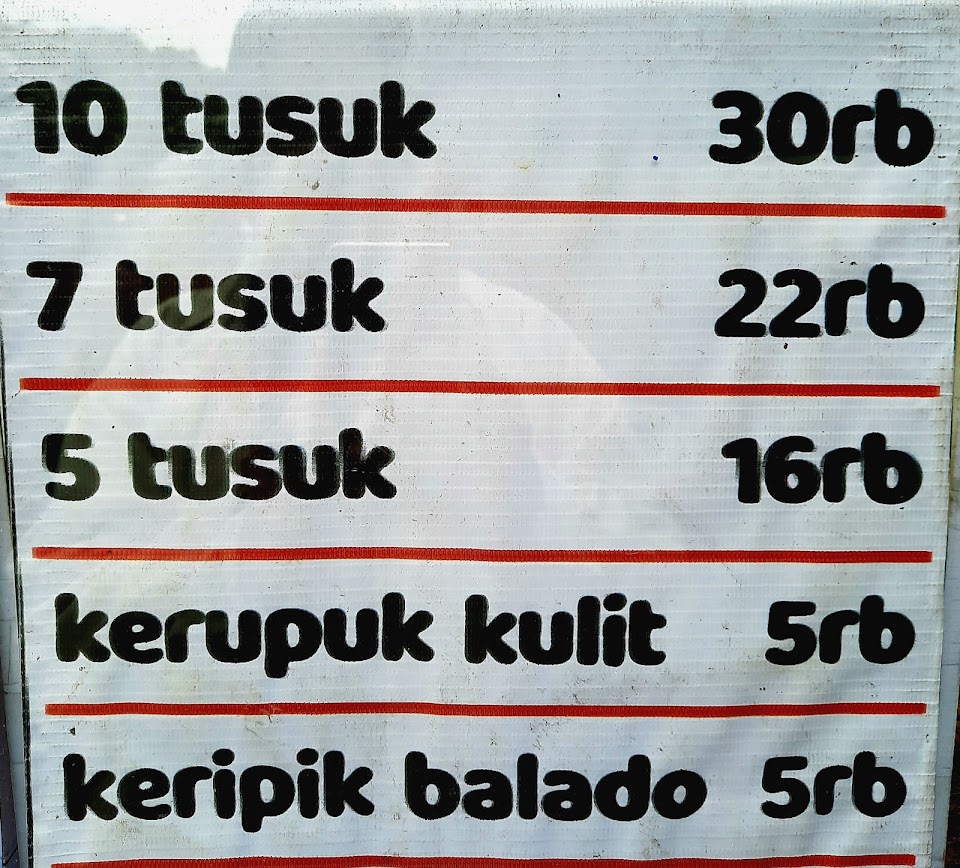 10 tusuk 30rb
7 tusuk 22rb
5 tusuk 16rb
kerupuk kulit 5rb
keripik balado 5rb